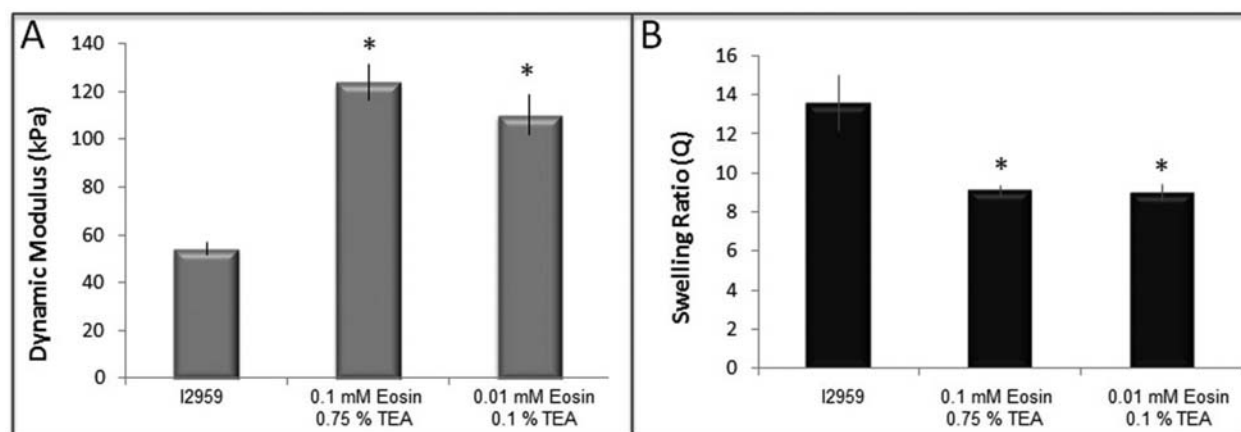 A
Dynamic Modulus (kPa)
140
120
100
80
60
40
20
0
*
*
I2959
0.1 mM Eosin
0.75 % TEA
0.01 mM Eosin
0.1 % TEA
B
Swelling Ratio (Q)
16
14
12
10
8
6
4
2
0
*
*
I2959
0.1 mM Eosin
0.75 % TEA
0.01 mM Eosin
0.1 % TEA